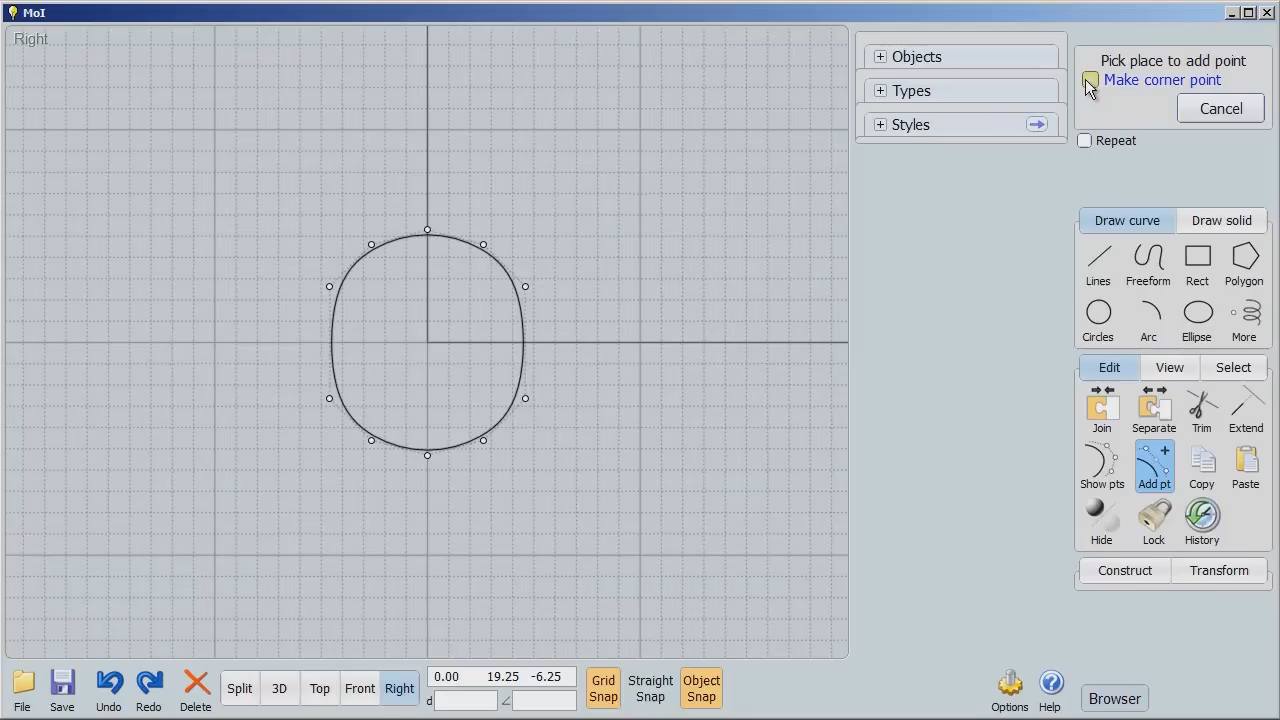 MoI
Right
Objects
Types
Styles
Pick place to add point
Make corner point
Cancel
Repeat
Draw curve Draw solid
Lines Freeform Rect Polygon
Circles Arc Ellipse More
Edit View Select
Join Separate Trim Extend
Show pts Add pt Copy Paste
Hide Lock History
Construct Transform
File Save Undo Redo Delete
Split 3D Top Front Right
0.00 19.25 -6.25
d ∠
Grid Snap
Straight Snap
Object Snap
Options Help
Browser